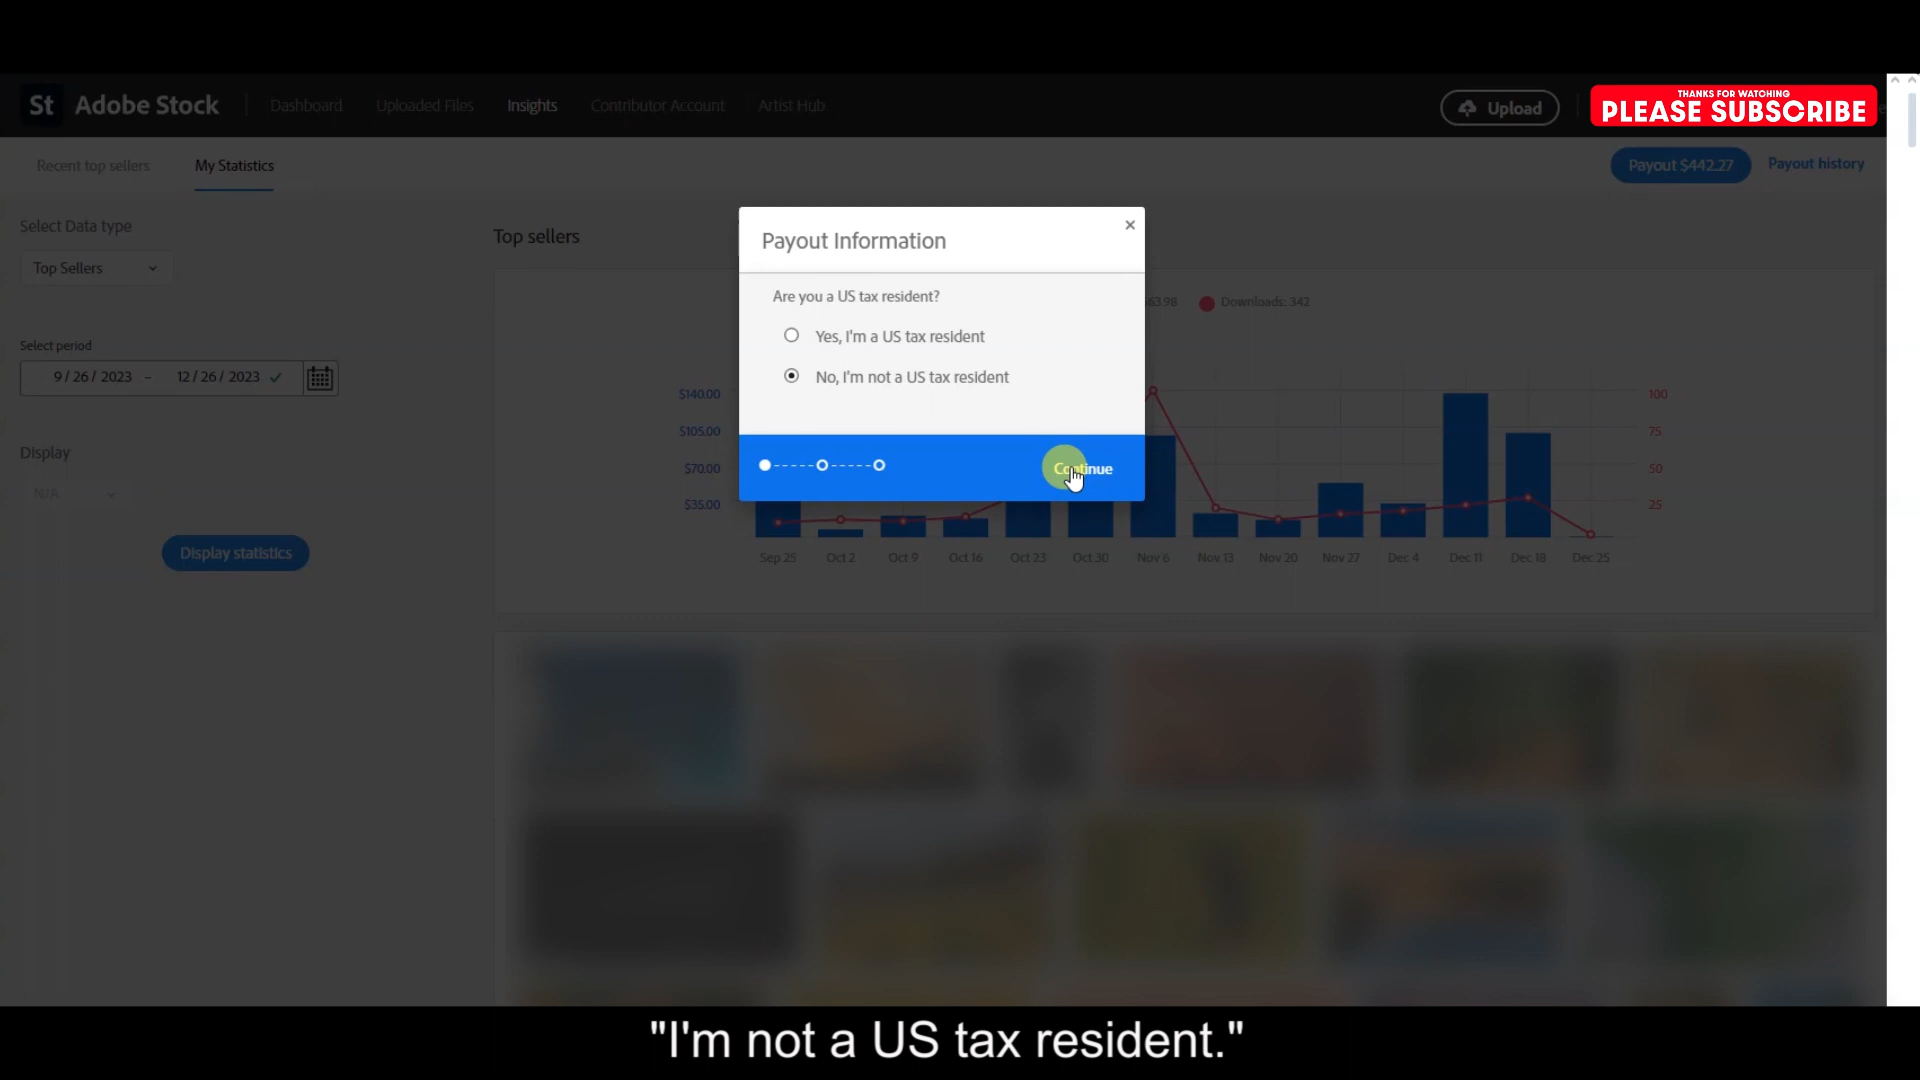 THANKS FOR WATCHING
PLEASE SUBSCRIBE
St Adobe Stock Dashboard Uploaded Files Insights Contributor Account Artist Hub Upload
Recent top sellers My Statistics Payout $442.27 Payout history
Select Data type
Top Sellers
Select period
9 / 26 / 2023 - 12 / 26 / 2023
Display
N/A
Display statistics
Top sellers
Payout Information
×
Are you a US tax resident?
Yes, I'm a US tax resident
No, I'm not a US tax resident
Continue
63.98 Downloads: 342
$140.00 100
$105.00 75
$70.00 50
$35.00 25
Sep 25 Oct 2 Oct 9 Oct 16 Oct 23 Oct 30 Nov 6 Nov 13 Nov 20 Nov 27 Dec 4 Dec 11 Dec 18 Dec 25
"I'm not a US tax resident."